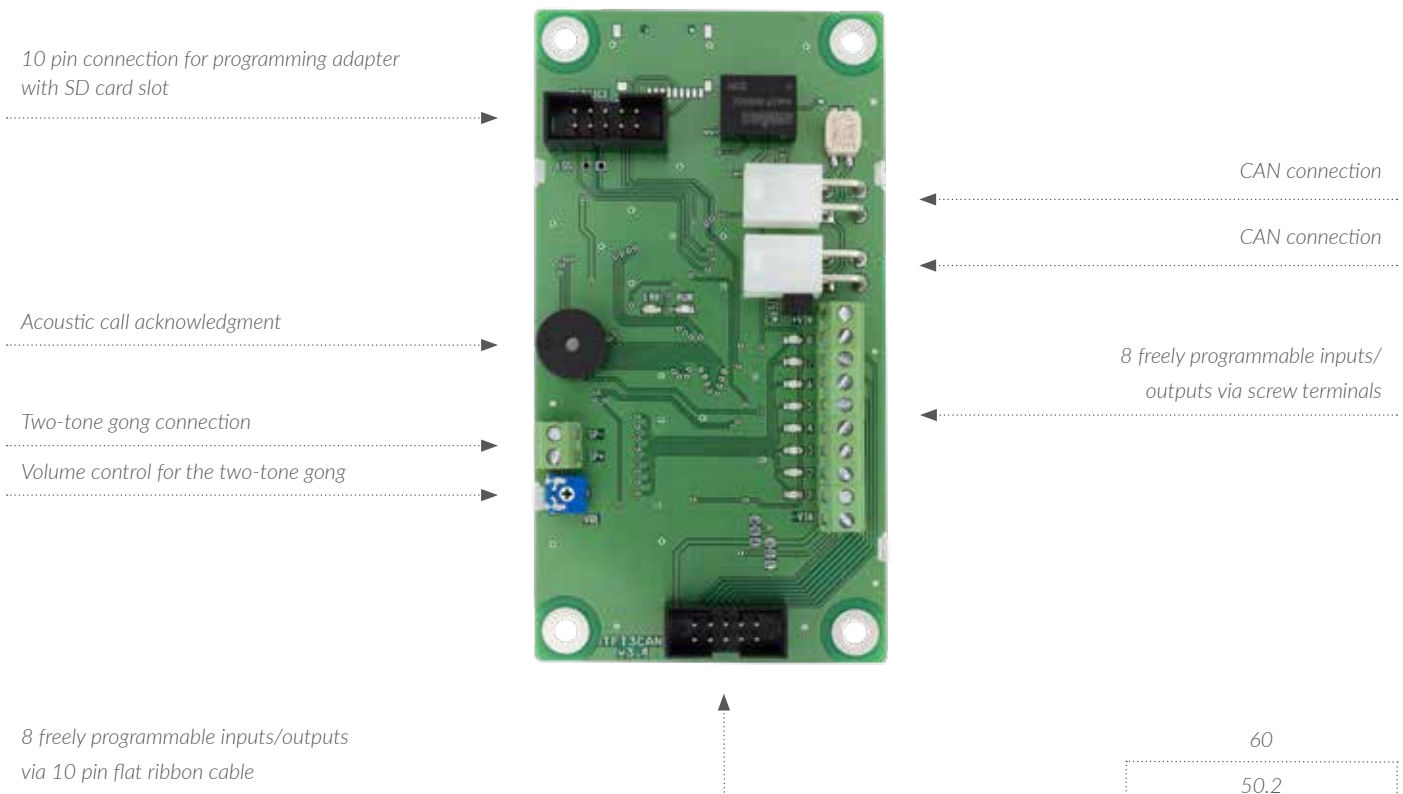 10 pin connection for programming adapter
with SD card slot
CAN connection
CAN connection
Acoustic call acknowledgment
8 freely programmable inputs/
outputs via screw terminals
Two-tone gong connection
Volume control for the two-tone gong
TFT3CAN
8 freely programmable inputs/outputs
via 10 pin flat ribbon cable
60
50.2